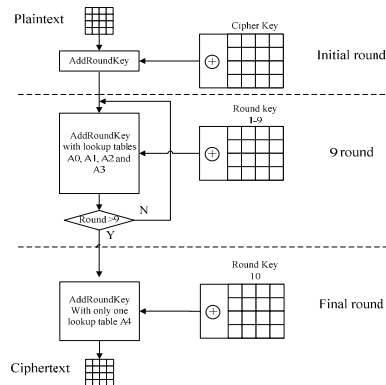 Plaintext
Cipher Key
AddRoundKey
Initial round
Round key
1-9
AddRoundKey
with lookup tables
A0, A1, A2 and
A3
9 round
Round >9
N
Y
Round Key
10
AddRoundKey
With only one
lookup table A4
Final round
Ciphertext